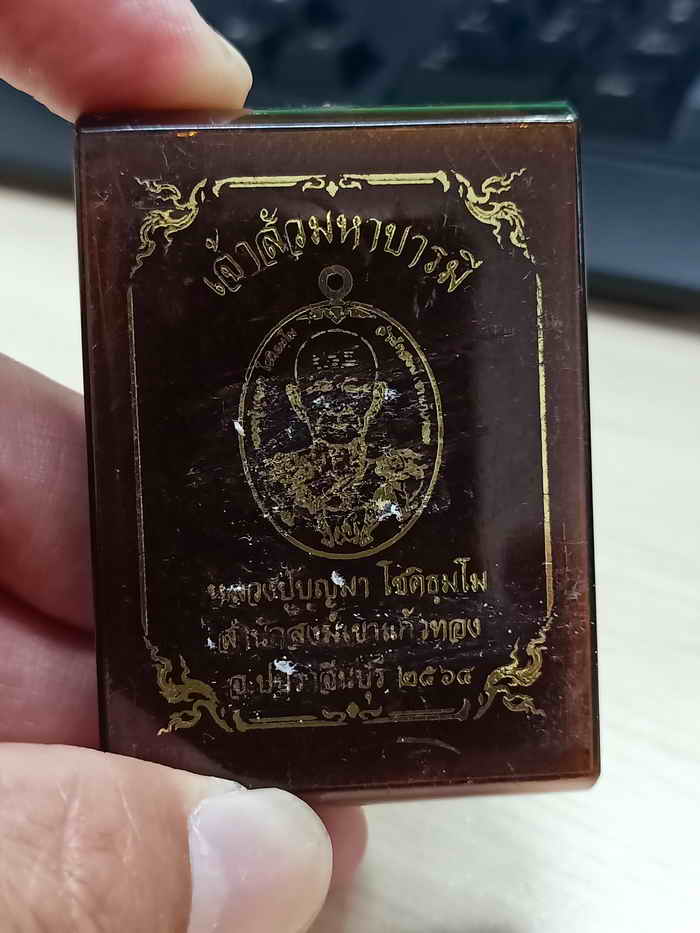 เจ้าสัวมหาบารมี
หลวงปู่บุญมา โชติธมฺโม
สำนักสงฆ์เขาแก้วทอง
ปราจีนบุรี ๒๕๖๔